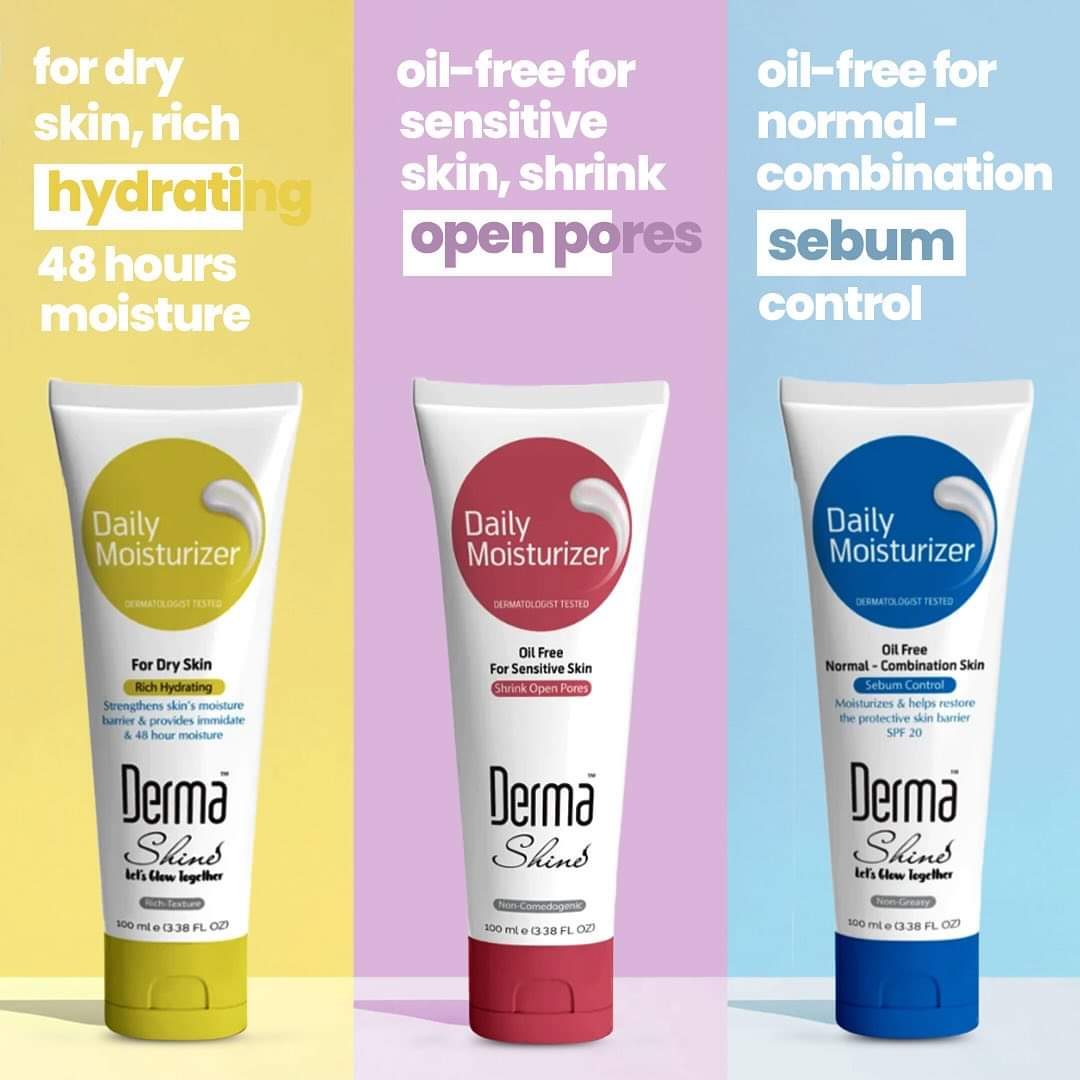 for dry
skin, rich
hydrating
48 hours
moisture
Daily
Moisturizer
DERMATOLOGIST TESTED
For Dry Skin
Rich Hydrating
Strengthens skin's moisture
barrier & provides immidate
& 48 hour moisture
Derma™
Shine
Let's Glow Together
Rich-Texture
100 ml e (3.38 FL OZ)
oil-free for
sensitive
skin, shrink
open pores
Daily
Moisturizer
DERMATOLOGIST TESTED
Oil Free
For Sensitive Skin
Shrink Open Pores
Derma™
Shine
Non-Comedogenic
100 ml e (3.38 FL OZ)
oil-free for
normal -
combination
sebum
control
Daily
Moisturizer
DERMATOLOGIST TESTED
Oil Free
Normal - Combination Skin
Sebum Control
Moisturizes & helps restore
the protective skin barrier
SPF 20
Derma™
Shine
Let's Glow Together
Non-Greasy
100 ml e (3.38 FL OZ)